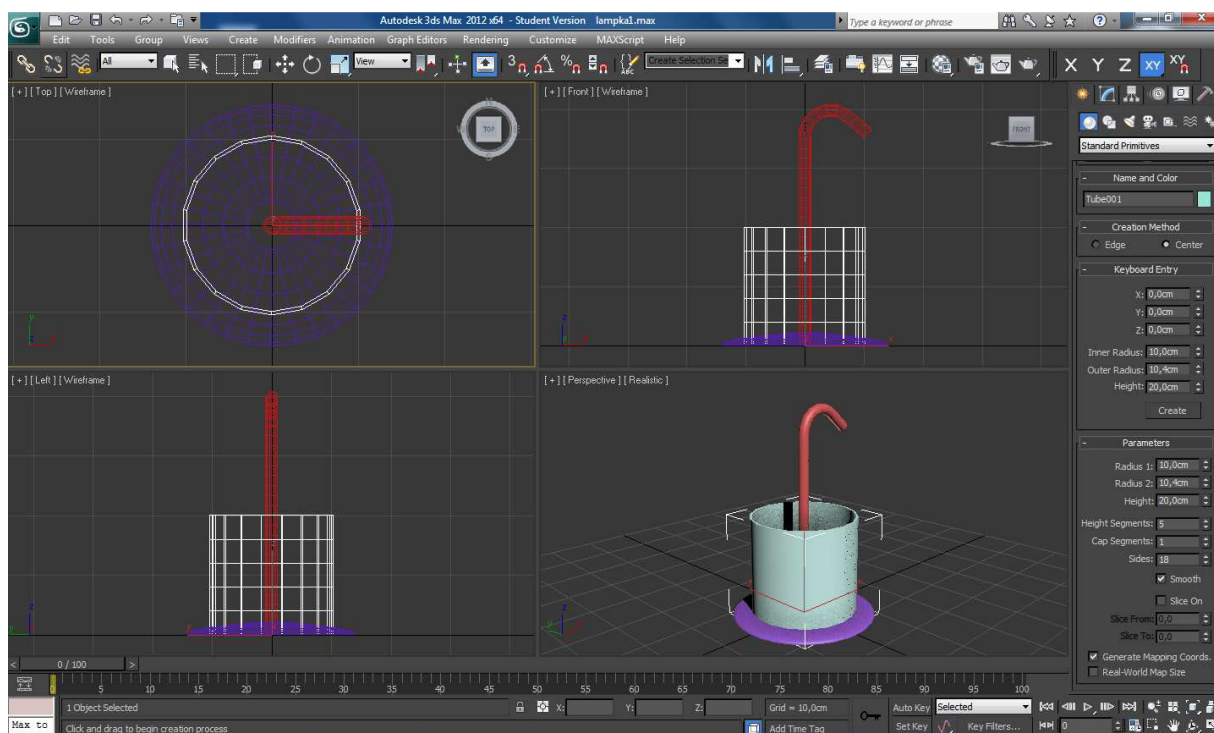 Autodesk 3ds Max 2012 x64 - Student Version lampka1.max
Type a keyword or phrase
Edit Tools Group Views Create Modifiers Animation Graph Editors Rendering Customize MAXScript Help
All
View
Create Selection Se
X Y Z XY XY
[ + ] [ Top ] [ Wireframe ]
TOP
[ + ] [ Front ] [ Wireframe ]
FRONT
[ + ] [ Left ] [ Wireframe ]
[ + ] [ Perspective ] [ Realistic ]
Standard Primitives
- Name and Color
Tube001
- Creation Method
Edge Center
- Keyboard Entry
X: 0,0cm
Y: 0,0cm
Z: 0,0cm
Inner Radius: 10,0cm
Outer Radius: 10,4cm
Height: 20,0cm
Create
- Parameters
Radius 1: 10,0cm
Radius 2: 10,4cm
Height: 20,0cm
Height Segments: 5
Cap Segments: 1
Sides: 18
Smooth
Slice On
Slice From: 0,0
Slice To: 0,0
Generate Mapping Coords.
Real-World Map Size
< 0 / 100 >
0 5 10 15 20 25 30 35 40 45 50 55 60 65 70 75 80 85 90 95 100
1 Object Selected
X: Y: Z:
Grid = 10,0cm
Auto Key Selected
Max to
Click and drag to begin creation process
Add Time Tag
Set Key Key Filters...
0